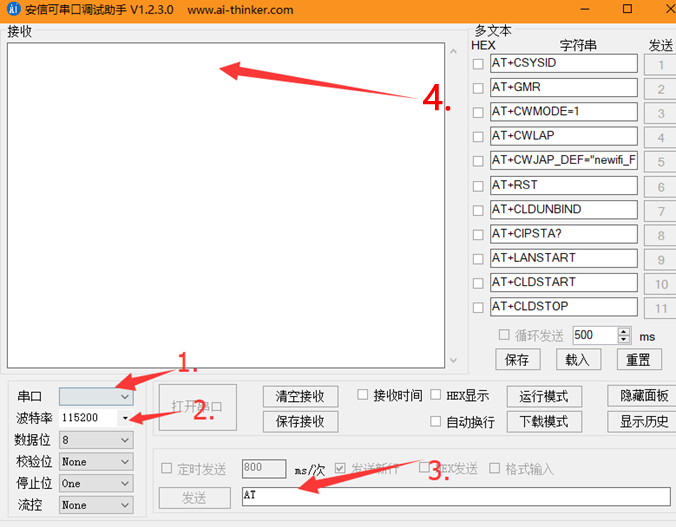 安信可串口调试助手 V1.2.3.0 www.ai-thinker.com
接收
多文本
HEX 字符串 发送
AT+CSYSID 1
AT+GMR 2
AT+CWMODE=1 3
AT+CWLAP 4
AT+CWJAP_DEF="newifi_F 5
AT+RST 6
AT+CLDUNBIND 7
AT+CIPSTA? 8
AT+LANSTART 9
AT+CLDSTART 10
AT+CLDSTOP 11
4.
循环发送 500 ms
保存 载入 重置
1.
串口
打开串口
清空接收 接收时间 HEX显示 运行模式 隐藏面板
波特率 115200
2.
保存接收 自动换行 下载模式 显示历史
数据位 8
校验位 None
停止位 One
流控 None
定时发送 800 ms/次 发送新行 HEX发送 格式输入
3.
发送 AT